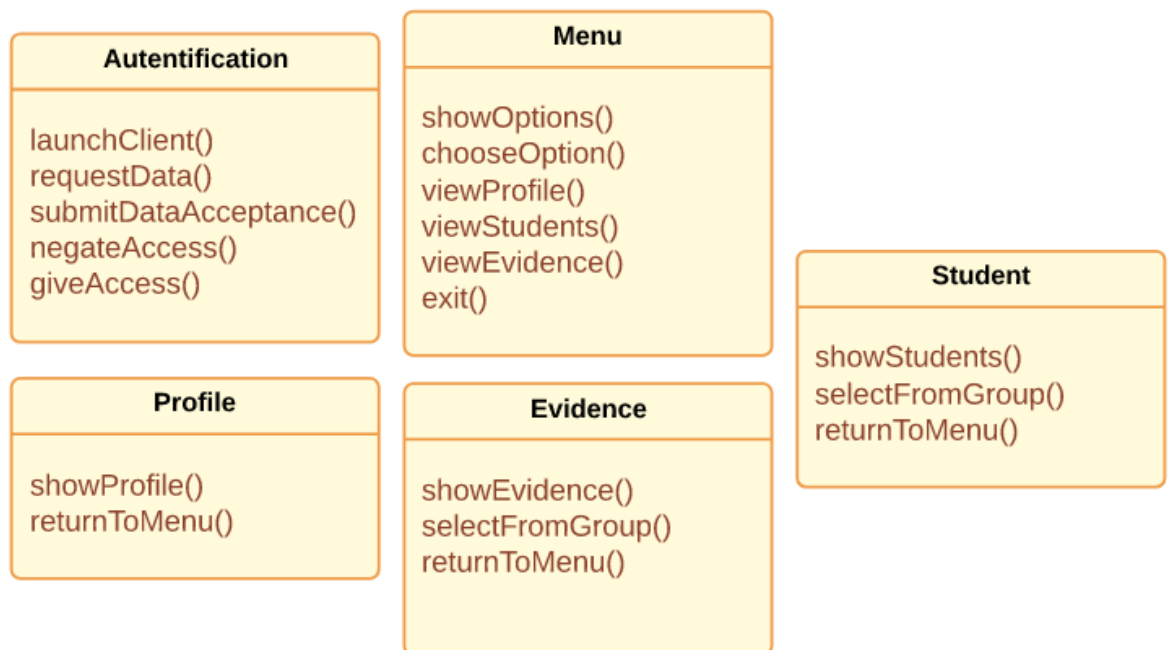 Autentification
launchClient()
requestData()
submitDataAcceptance()
negateAccess()
giveAccess()
Menu
showOptions()
chooseOption()
viewProfile()
viewStudents()
viewEvidence()
exit()
Student
showStudents()
selectFromGroup()
returnToMenu()
Profile
showProfile()
returnToMenu()
Evidence
showEvidence()
selectFromGroup()
returnToMenu()